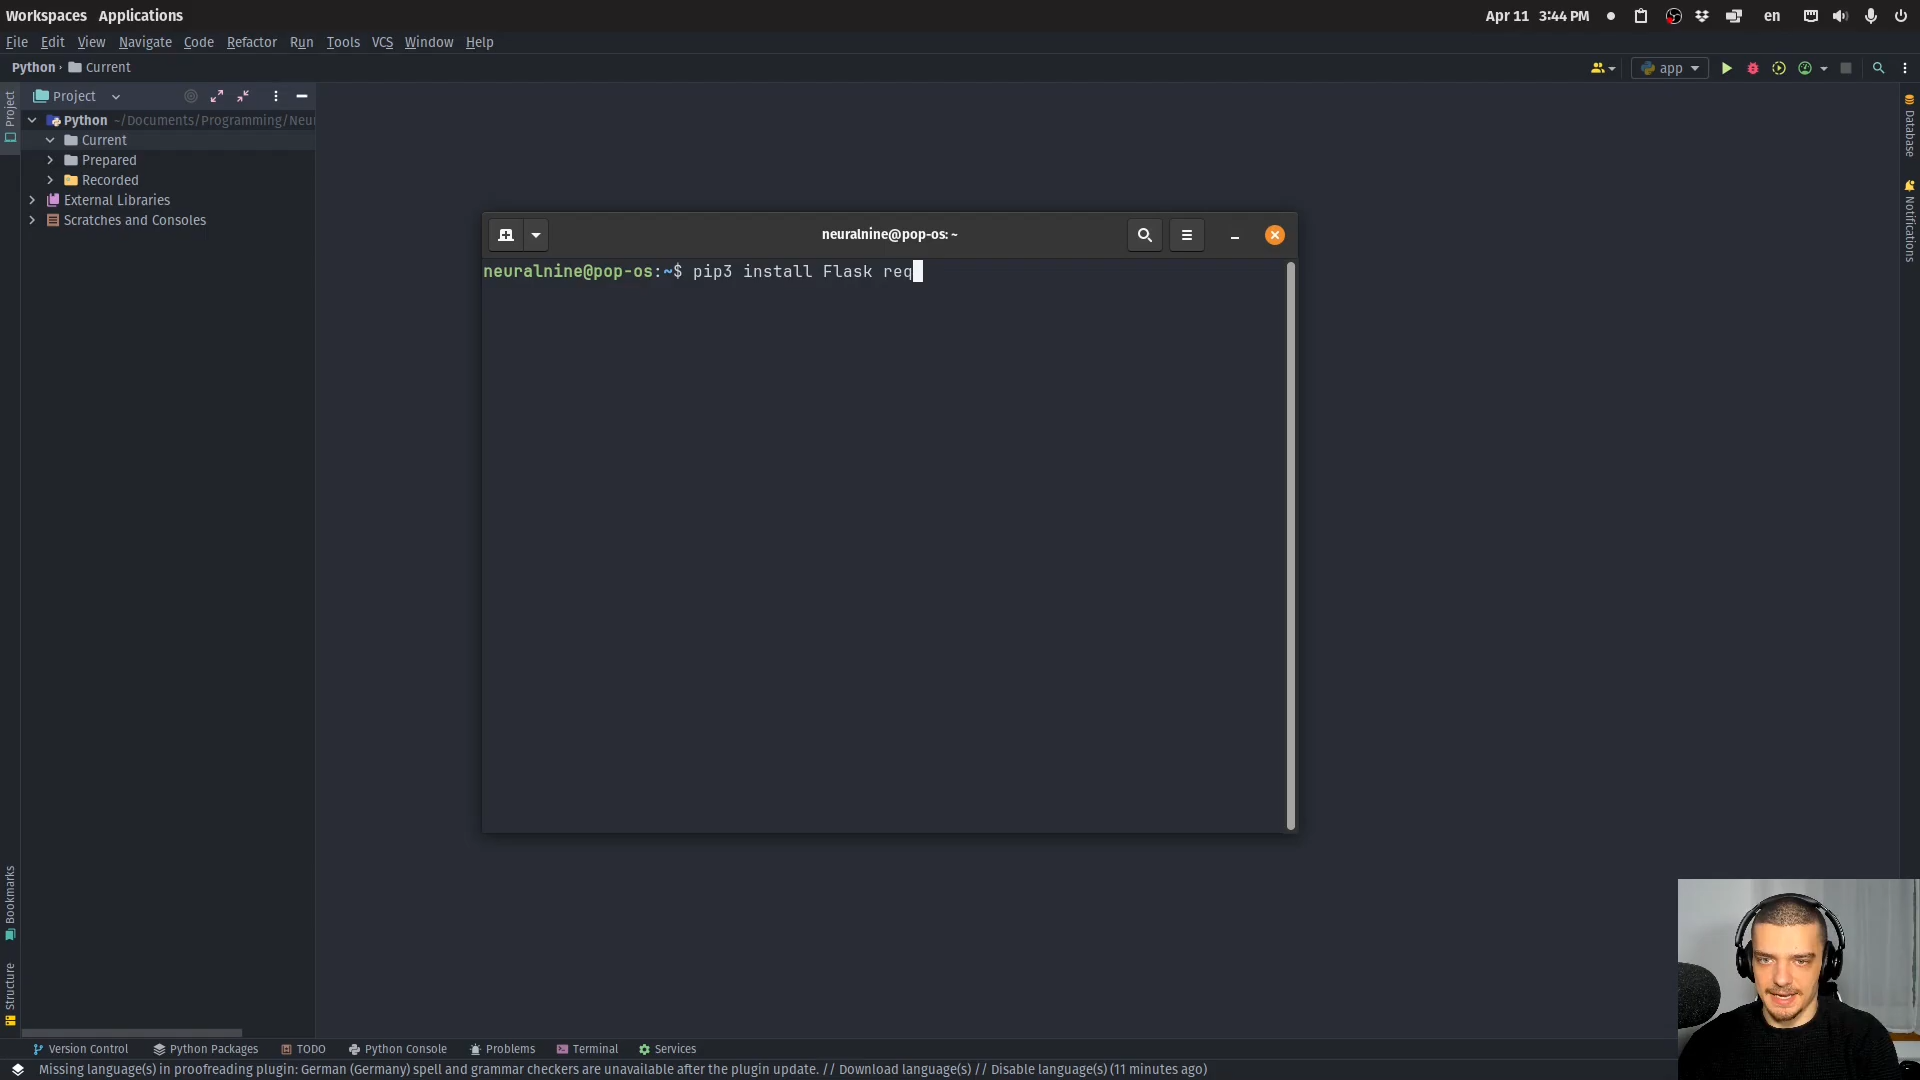 Workspaces Applications
Apr 11 3:44 PM
en
File Edit View Navigate Code Refactor Run Tools VCS Window Help
Python › Current
app
Project
Project
Python ~/Documents/Programming/Neur
Current
Prepared
Recorded
External Libraries
Scratches and Consoles
neuralnine@pop-os: ~
neuralnine@pop-os:~$ pip3 install Flask req
Database
Notifications
Bookmarks
Structure
Version Control Python Packages TODO Python Console Problems Terminal Services
Missing language(s) in proofreading plugin: German (Germany) spell and grammar checkers are unavailable after the plugin update. // Download language(s) // Disable language(s) (11 minutes ago)